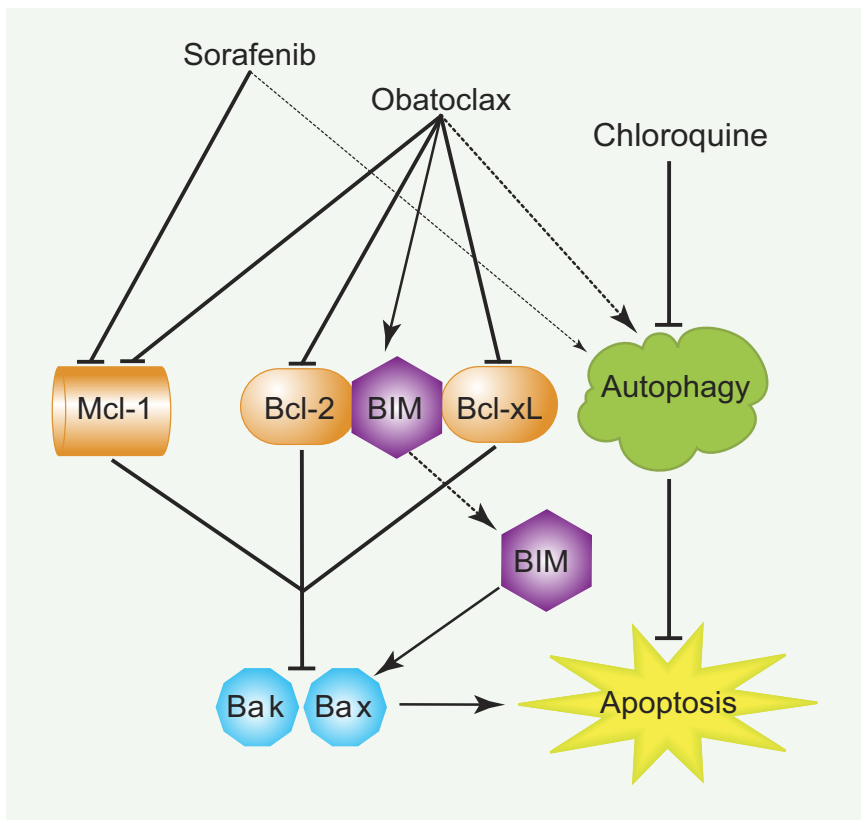 Sorafenib
Obatoclax
Chloroquine
Mcl-1
Bcl-2
BIM
Bcl-xL
Autophagy
BIM
Bak
Bax
Apoptosis